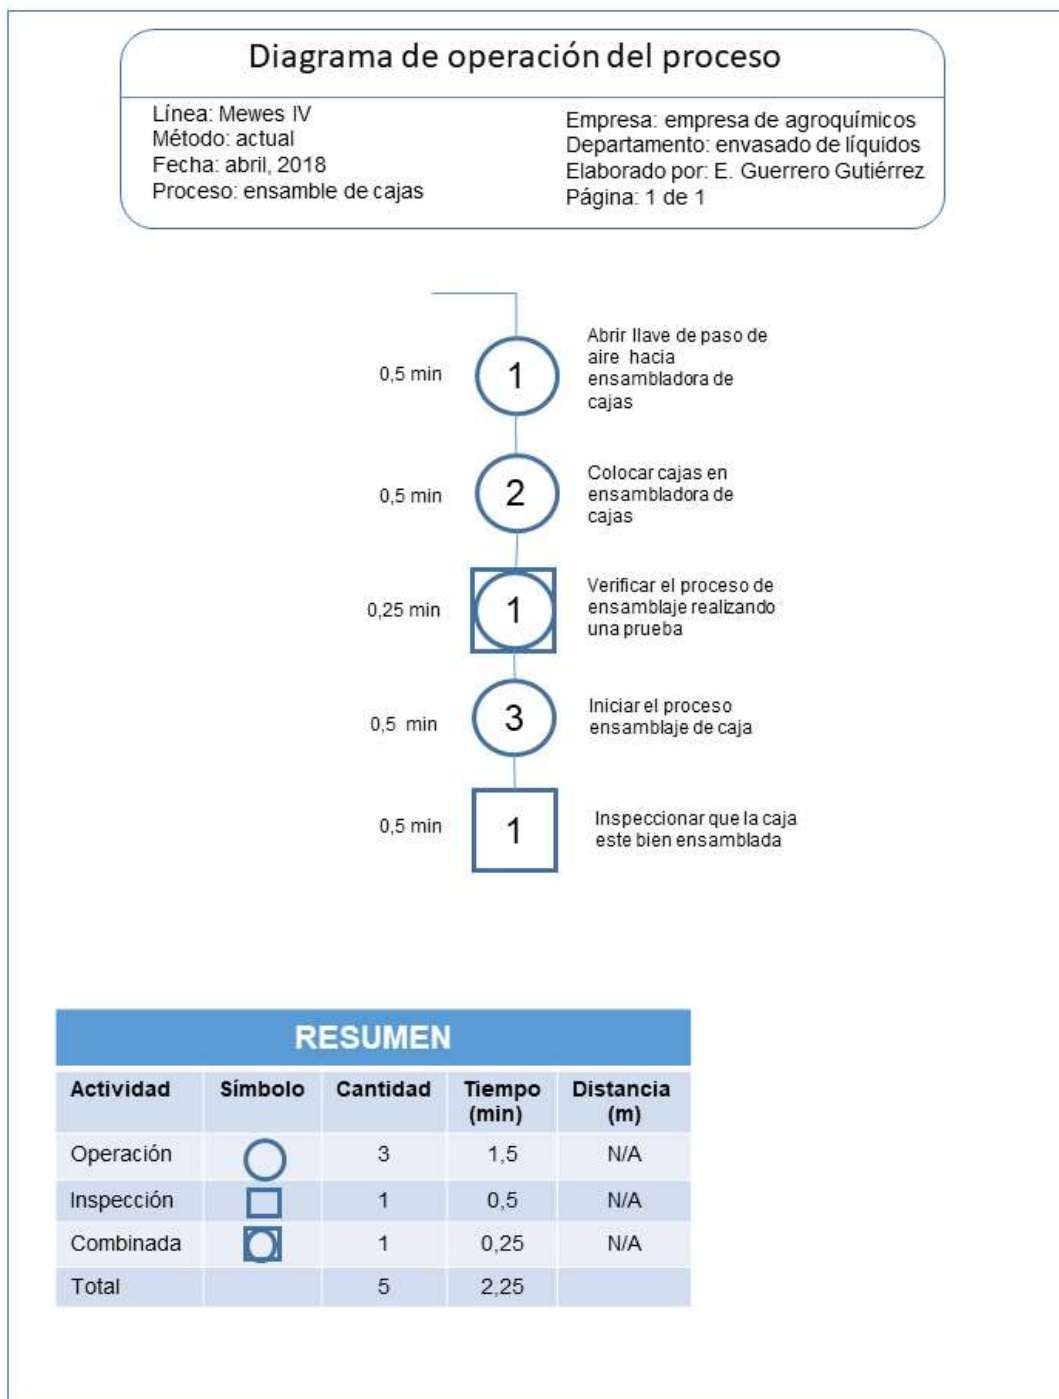 Diagrama de operación del proceso
Línea: Mewes IV
Método: actual
Fecha: abril, 2018
Proceso: ensamble de cajas
Empresa: empresa de agroquímicos
Departamento: envasado de líquidos
Elaborado por: E. Guerrero Gutiérrez
Página: 1 de 1
0,5 min
1
Abrir llave de paso de
aire hacia
ensambladora de
cajas
0,5 min
2
Colocar cajas en
ensambladora de
cajas
0,25 min
1
Verificar el proceso de
ensamblaje realizando
una prueba
0,5 min
3
Iniciar el proceso
ensamblaje de caja
0,5 min
1
Inspeccionar que la caja
este bien ensamblada
RESUMEN
Actividad Símbolo Cantidad Tiempo (min) Distancia (m)
Operación 3 1,5 N/A
Inspección 1 0,5 N/A
Combinada 1 0,25 N/A
Total 5 2,25